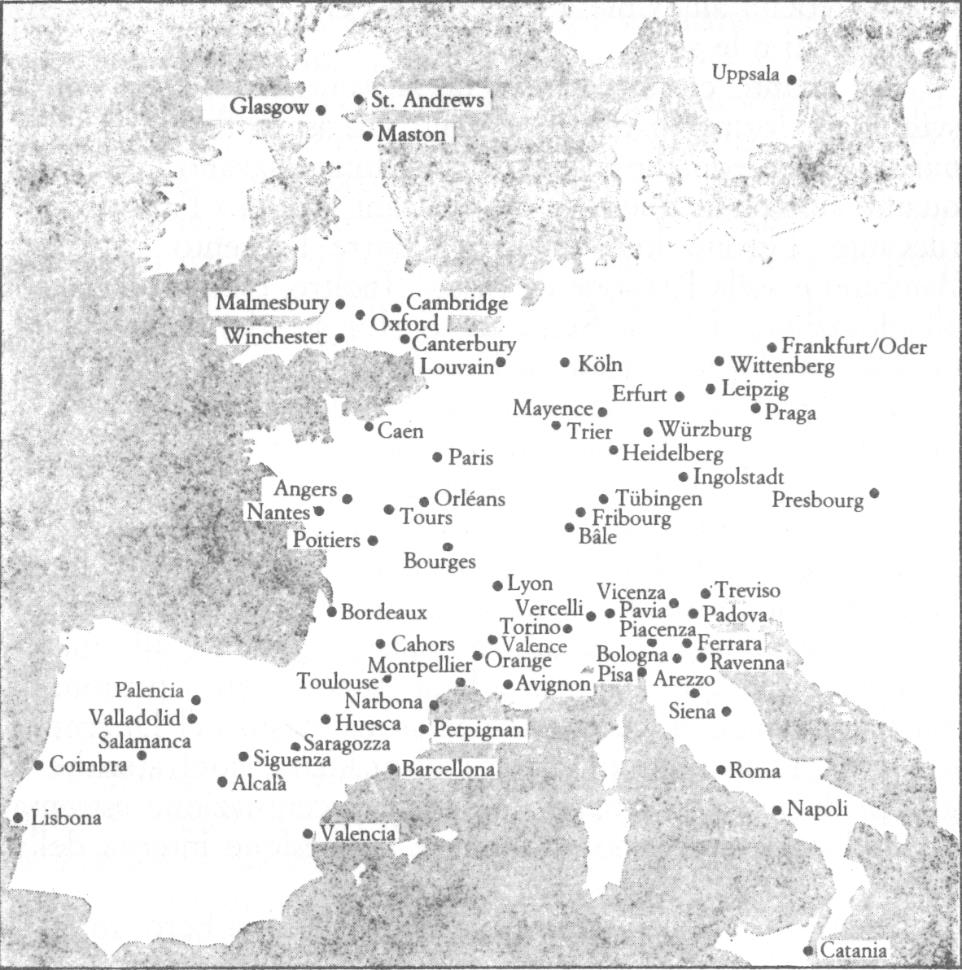 Uppsala
St. Andrews
Glasgow
Maston
Malmesbury
Cambridge
Oxford
Winchester
Canterbury
Louvain
Köln
Frankfurt/Oder
Wittenberg
Leipzig
Erfurt
Mayence
Praga
Trier
Würzburg
Caen
Heidelberg
Paris
Ingolstadt
Angers
Orléans
Tübingen
Presbourg
Nantes
Tours
Fribourg
Bâle
Poitiers
Bourges
Lyon
Vicenza
Treviso
Bordeaux
Vercelli
Pavia
Padova
Torino
Piacenza
Cahors
Valence
Ferrara
Montpellier
Orange
Bologna
Ravenna
Toulouse
Avignon
Pisa
Arezzo
Palencia
Narbona
Siena
Valladolid
Huesca
Perpignan
Salamanca
Saragozza
Coimbra
Siguenza
Barcellona
Roma
Alcalà
Lisbona
Napoli
Valencia
Catania